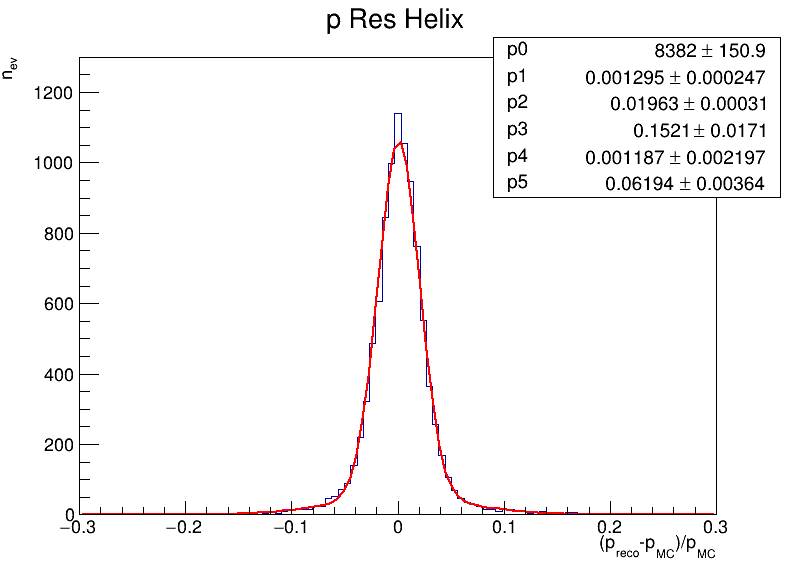 p Res Helix
n_ev
p0 8382 ± 150.9
p1 0.001295 ± 0.000247
p2 0.01963 ± 0.00031
p3 0.1521 ± 0.0171
p4 0.001187 ± 0.002197
p5 0.06194 ± 0.00364
1200
1000
800
600
400
200
0
−0.3 −0.2 −0.1 0 0.1 0.2 0.3
(p_reco-p_MC)/p_MC